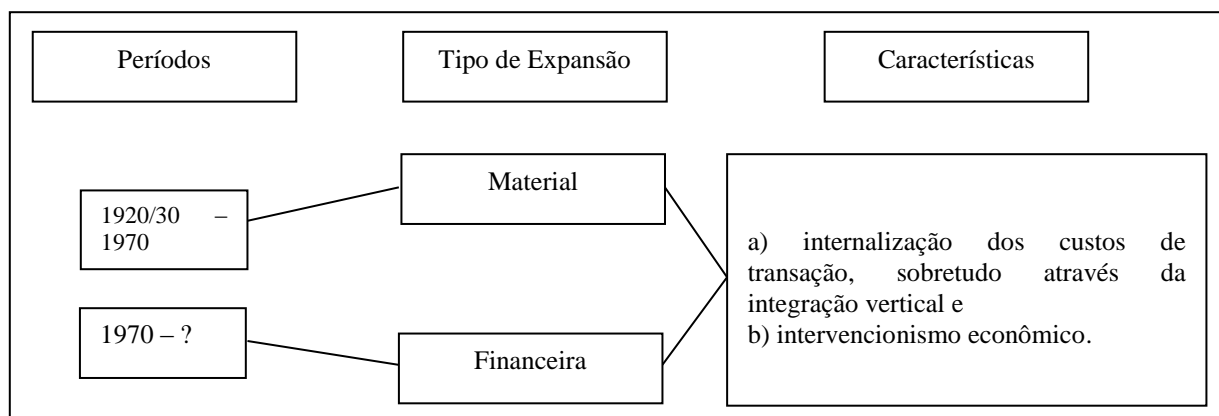 Períodos
Tipo de Expansão
Características
1920/30 –
1970
Material
1970 – ?
Financeira
a) internalização dos custos de
transação, sobretudo através da
integração vertical e
b) intervencionismo econômico.